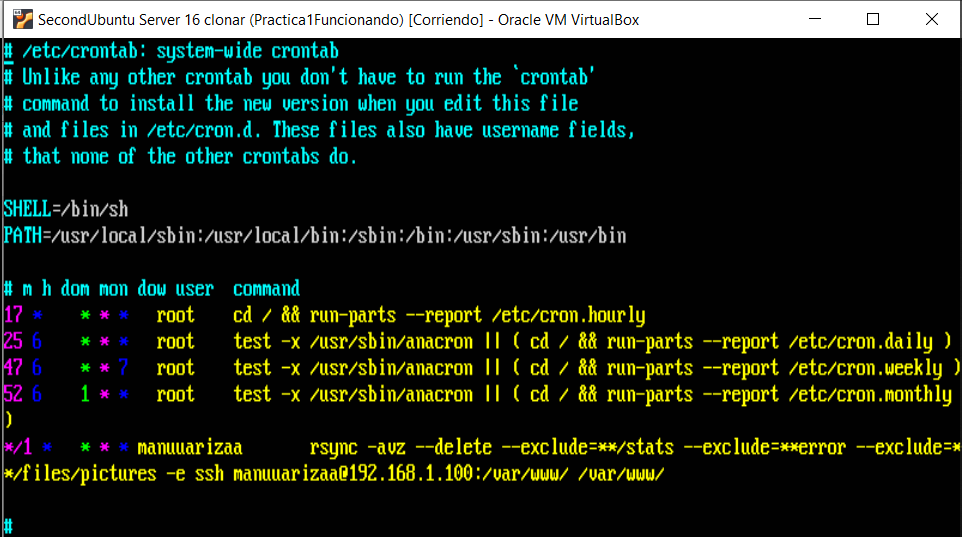 SecondUbuntu Server 16 clonar (Practica1Funcionando) [Corriendo] - Oracle VM VirtualBox
# /etc/crontab: system-wide crontab
# Unlike any other crontab you don't have to run the `crontab'
# command to install the new version when you edit this file
# and files in /etc/cron.d. These files also have username fields,
# that none of the other crontabs do.
SHELL=/bin/sh
PATH=/usr/local/sbin:/usr/local/bin:/sbin:/bin:/usr/sbin:/usr/bin
# m h dom mon dow user  command
17 *    * * *   root    cd / && run-parts --report /etc/cron.hourly
25 6    * * *   root    test -x /usr/sbin/anacron || ( cd / && run-parts --report /etc/cron.daily )
47 6    * * 7   root    test -x /usr/sbin/anacron || ( cd / && run-parts --report /etc/cron.weekly )
52 6    1 * *   root    test -x /usr/sbin/anacron || ( cd / && run-parts --report /etc/cron.monthly
)
*/1 *   * * * manuuarizaa       rsync -avz --delete --exclude=**/stats --exclude=**error --exclude=*
*/files/pictures -e ssh manuuarizaa@192.168.1.100:/var/www/ /var/www/
#